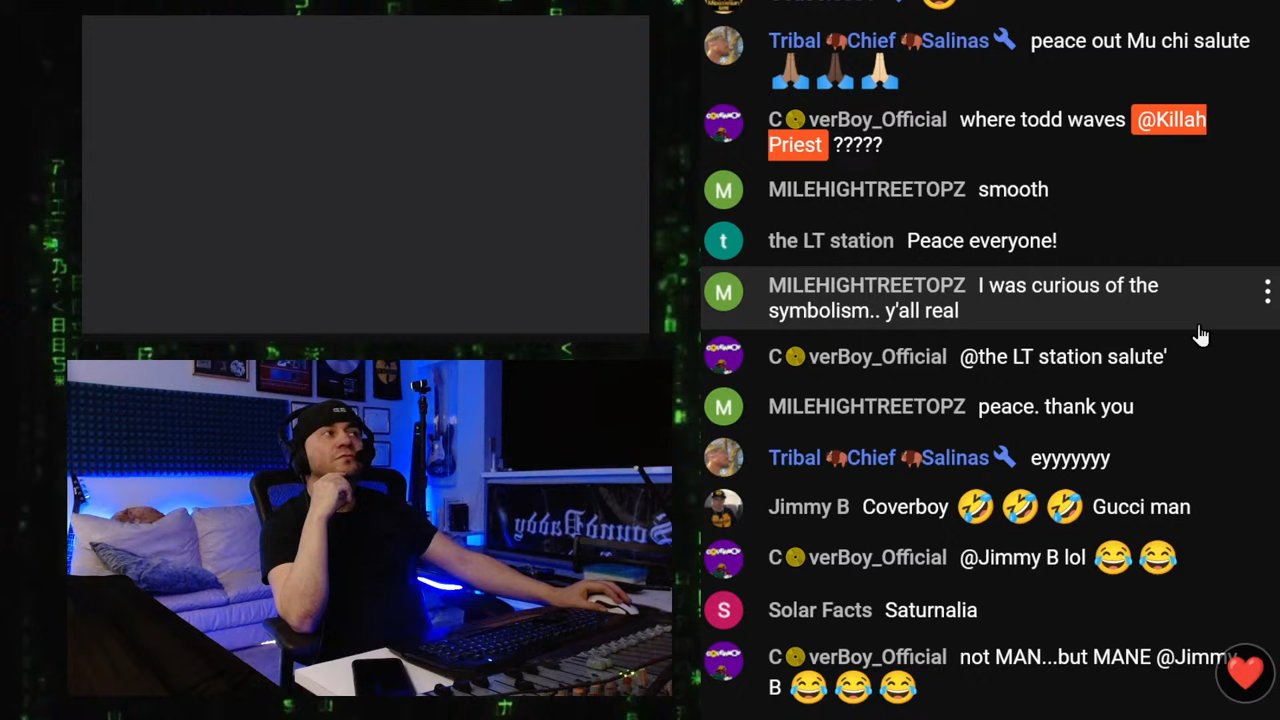 Tribal Chief Salinas peace out Mu chi salute
🙏🏽 🙏🏿 🙏🏻
C verBoy_Official where todd waves @Killah
Priest ?????
MILEHIGHTREETOPZ smooth
t the LT station Peace everyone!
M MILEHIGHTREETOPZ I was curious of the
symbolism.. y'all real
C verBoy_Official @the LT station salute'
M MILEHIGHTREETOPZ peace. thank you
Tribal Chief Salinas eyyyyyy
Jimmy B Coverboy 🤣 🤣 🤣 Gucci man
C verBoy_Official @Jimmy B lol 😂 😂
S Solar Facts Saturnalia
C verBoy_Official not MAN...but MANE @Jimmy
B 😂 😂 😂
SoundDaddy